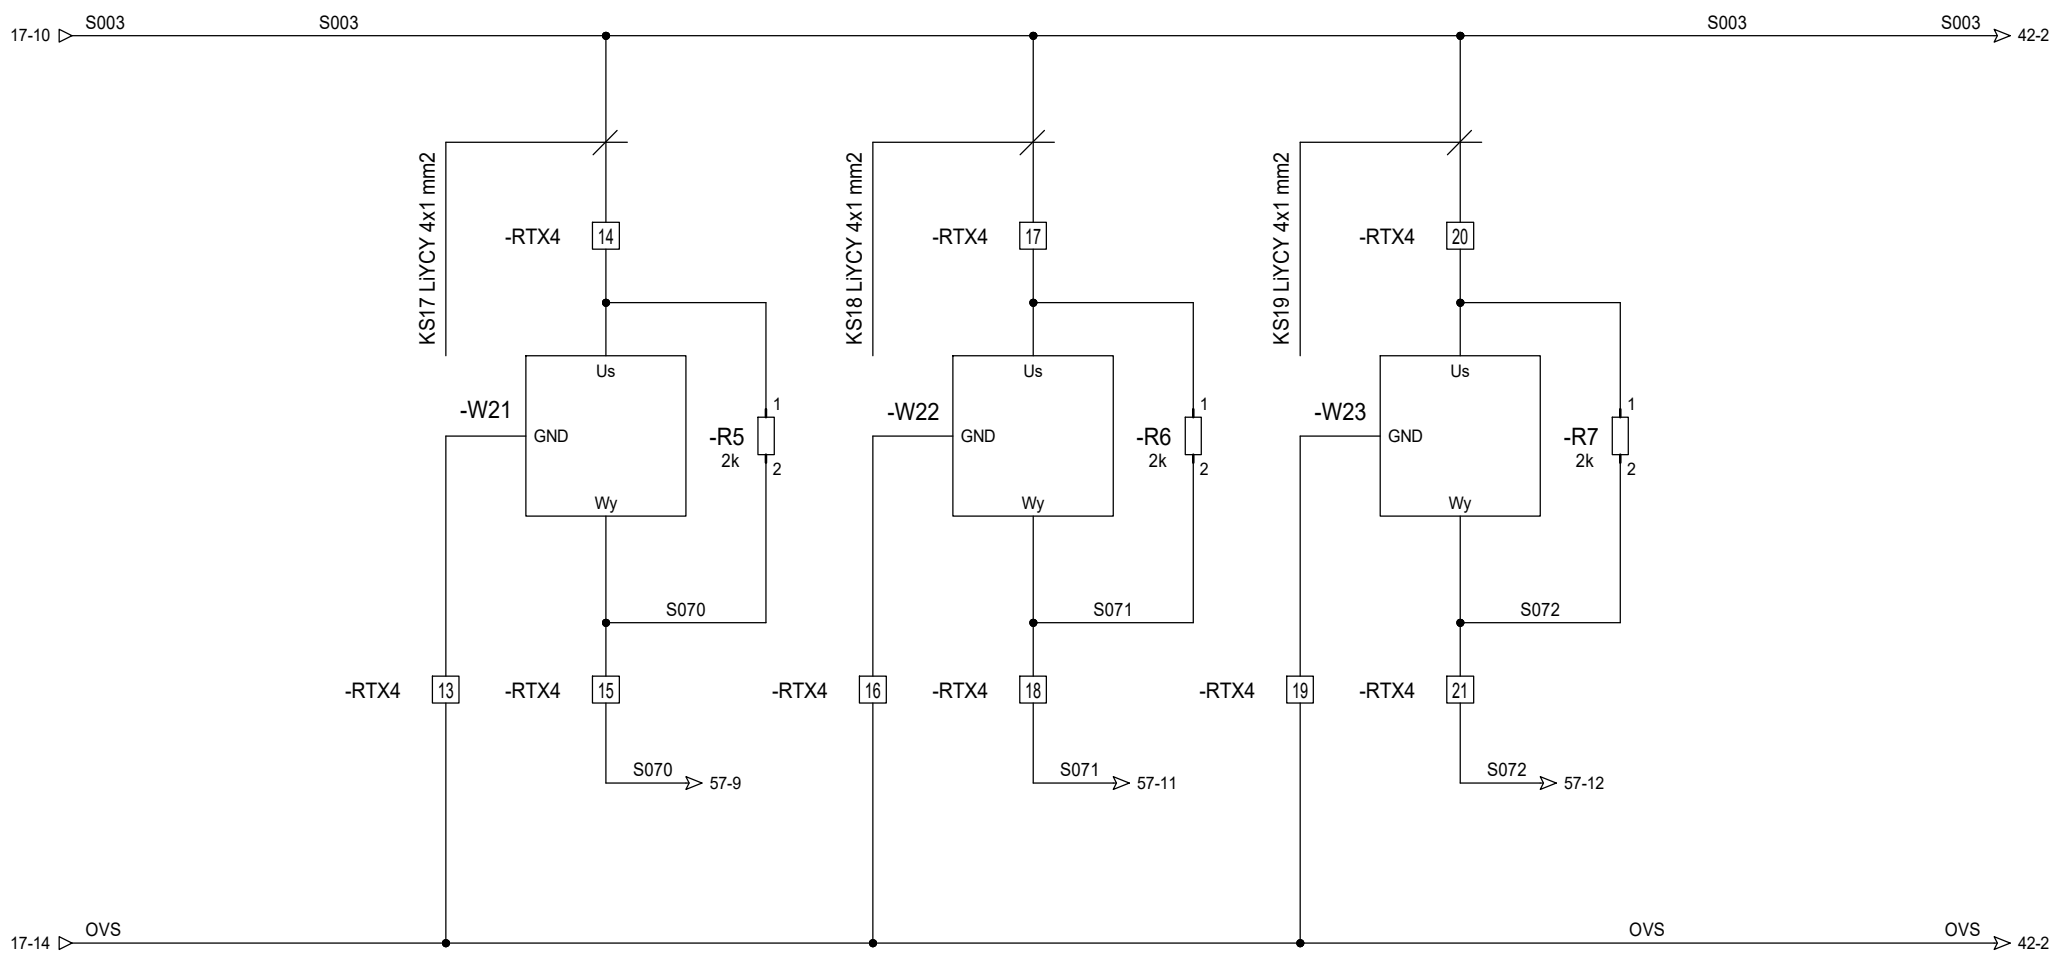 S003 S003 S003 S003
17-10 42-2
KS17 LiYCY 4x1 mm2 KS18 LiYCY 4x1 mm2 KS19 LiYCY 4x1 mm2
-RTX4 14 -RTX4 17 -RTX4 20
Us Us Us
-W21 1 -W22 1 -W23 1
GND -R5 GND -R6 GND -R7
2k 2 2k 2 2k 2
Wy Wy Wy
S070 S071 S072
-RTX4 13 -RTX4 15 -RTX4 16 -RTX4 18 -RTX4 19 -RTX4 21
S070 57-9 S071 57-11 S072 57-12
OVS OVS OVS
17-14 42-2